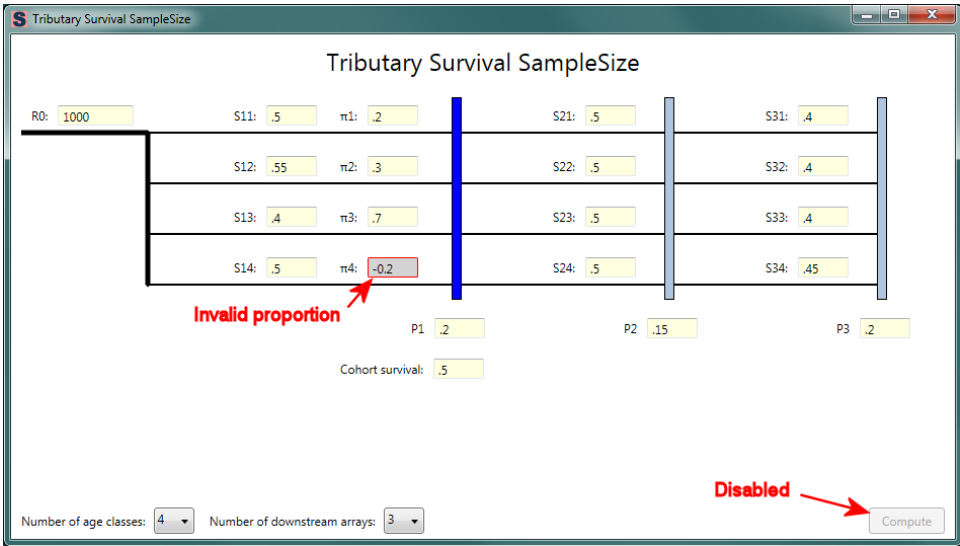 Tributary Survival SampleSize
Tributary Survival SampleSize
R0: 1000 S11: .5 π1: .2 S21: .5 S31: .4
S12: .55 π2: .3 S22: .5 S32: .4
S13: .4 π3: .7 S23: .5 S33: .4
S14: .5 π4: -0.2 S24: .5 S34: .45
Invalid proportion
P1 .2 P2 .15 P3 .2
Cohort survival: .5
Disabled
Number of age classes: 4 Number of downstream arrays: 3 Compute